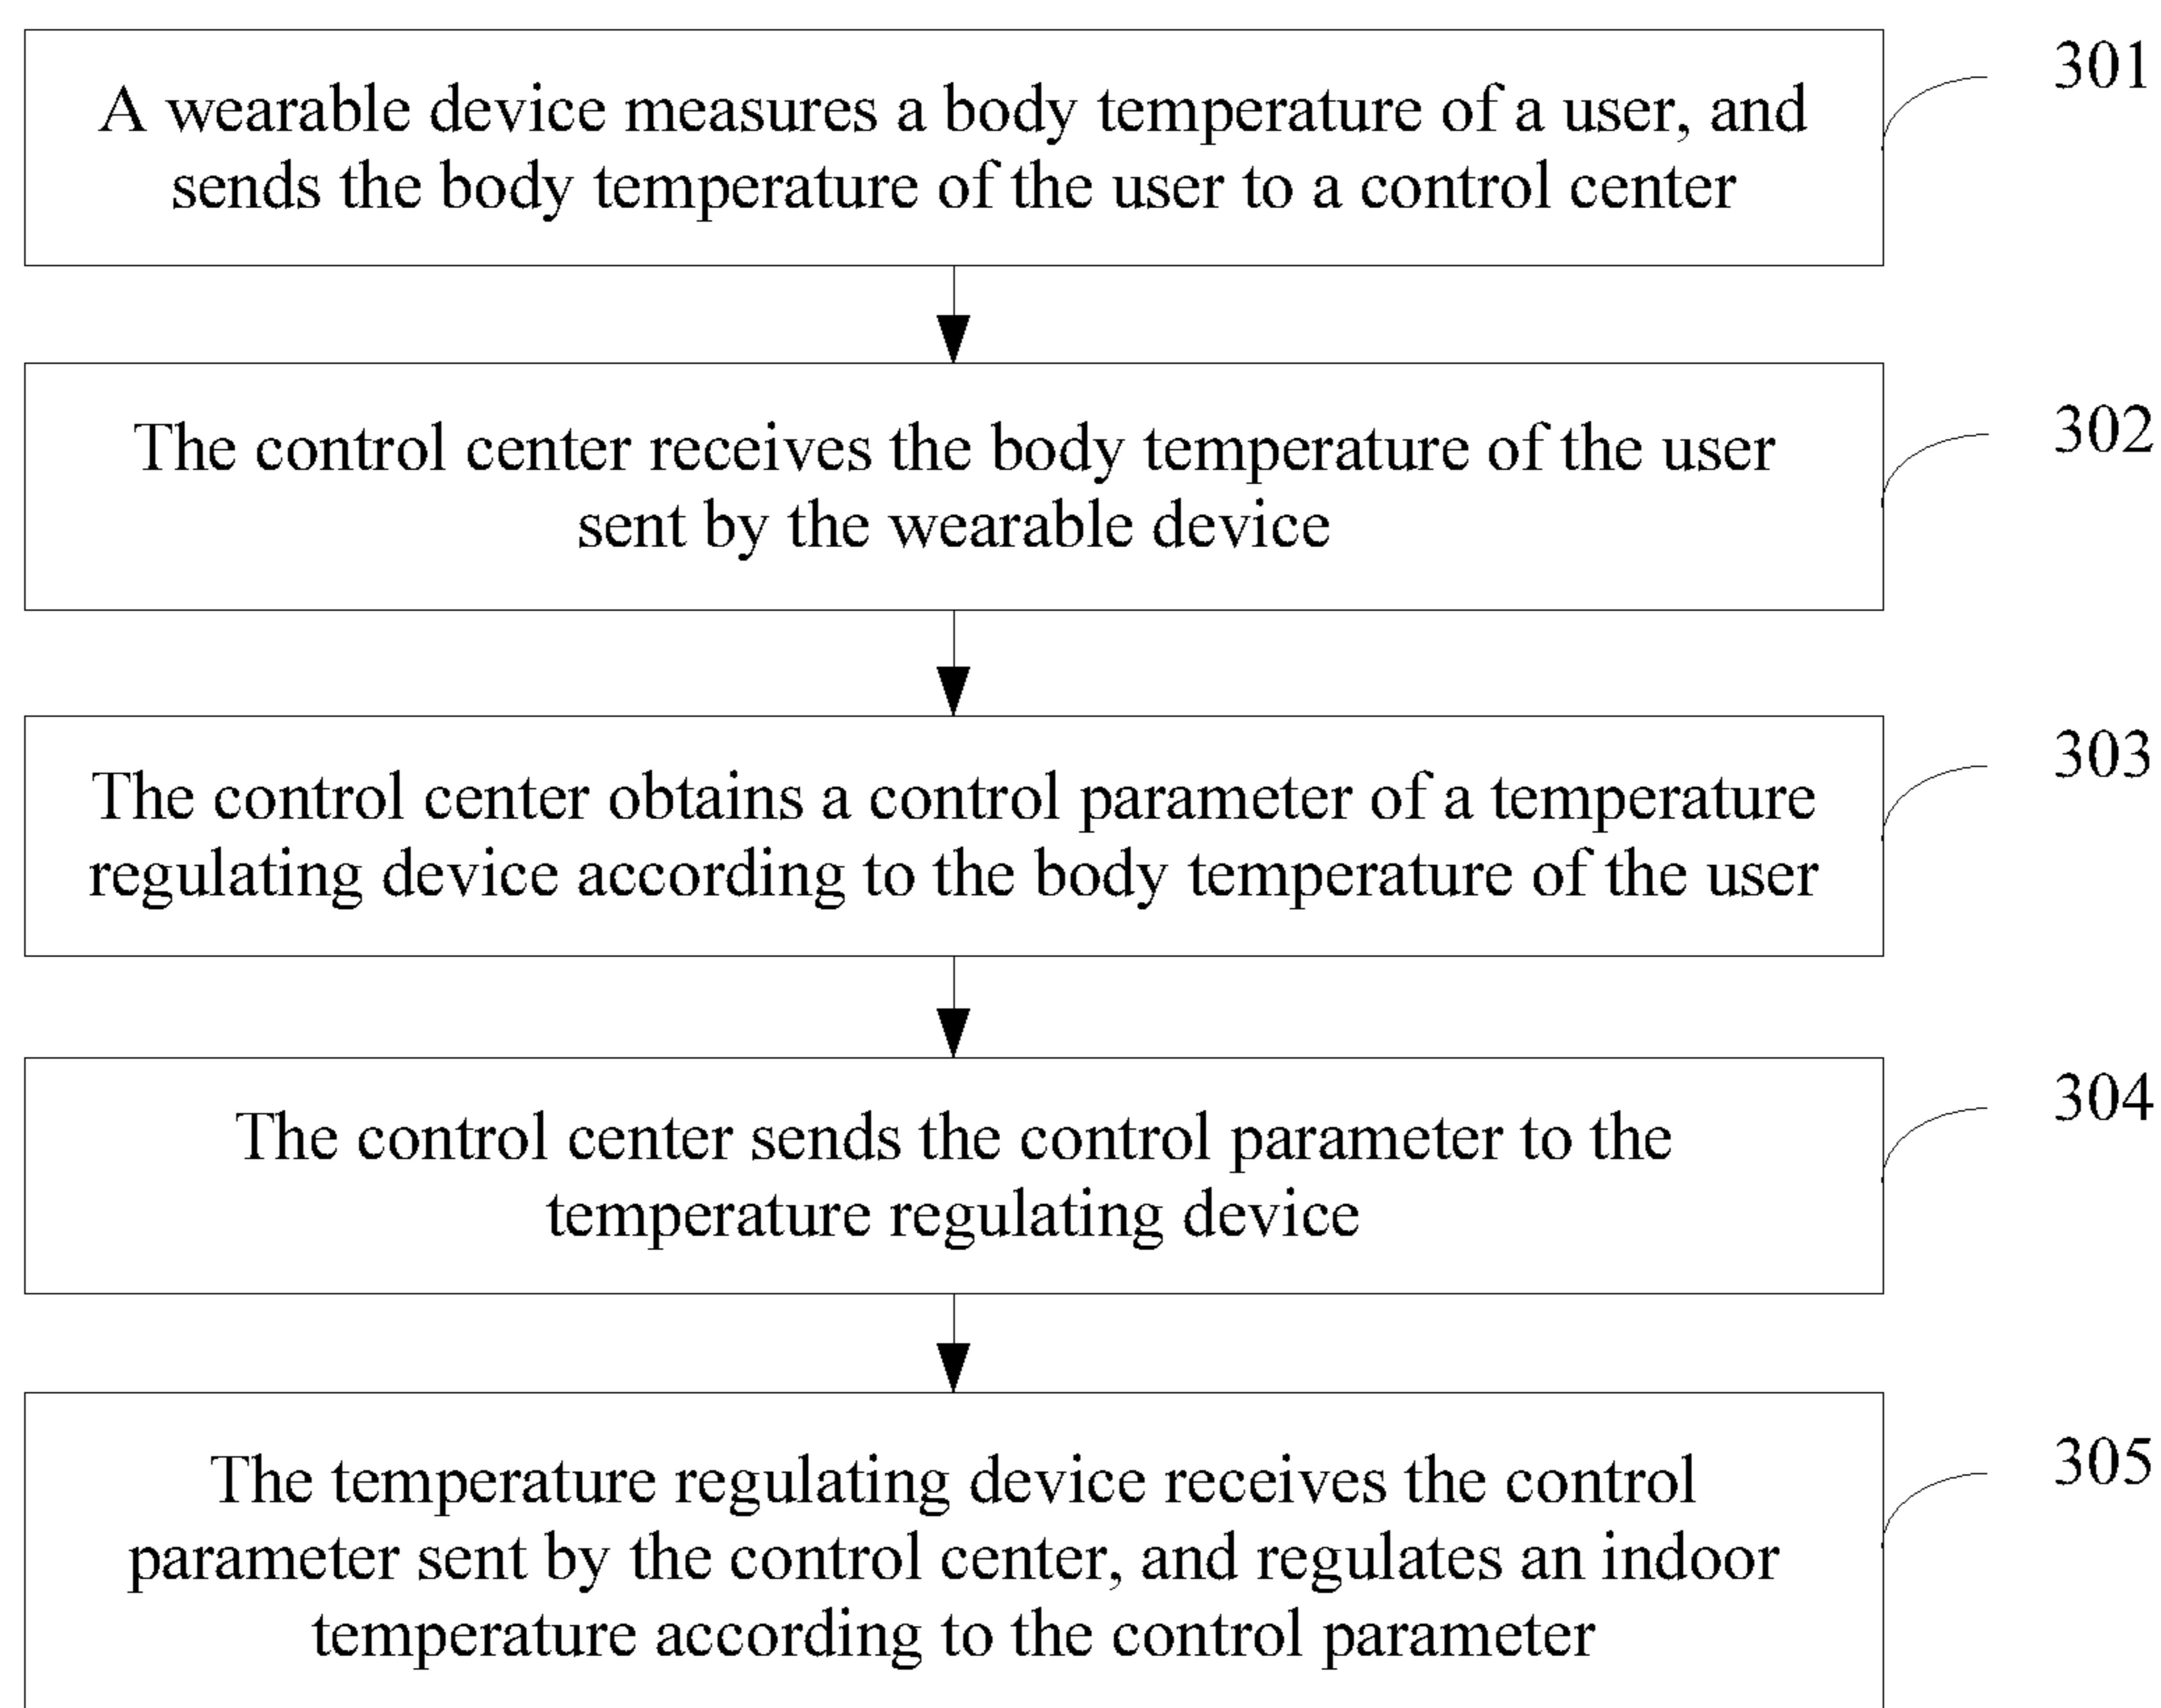 A wearable device measures a body temperature of a user, and
sends the body temperature of the user to a control center
301
The control center receives the body temperature of the user
sent by the wearable device
302
The control center obtains a control parameter of a temperature
regulating device according to the body temperature of the user
303
The control center sends the control parameter to the
temperature regulating device
304
The temperature regulating device receives the control
parameter sent by the control center, and regulates an indoor
temperature according to the control parameter
305